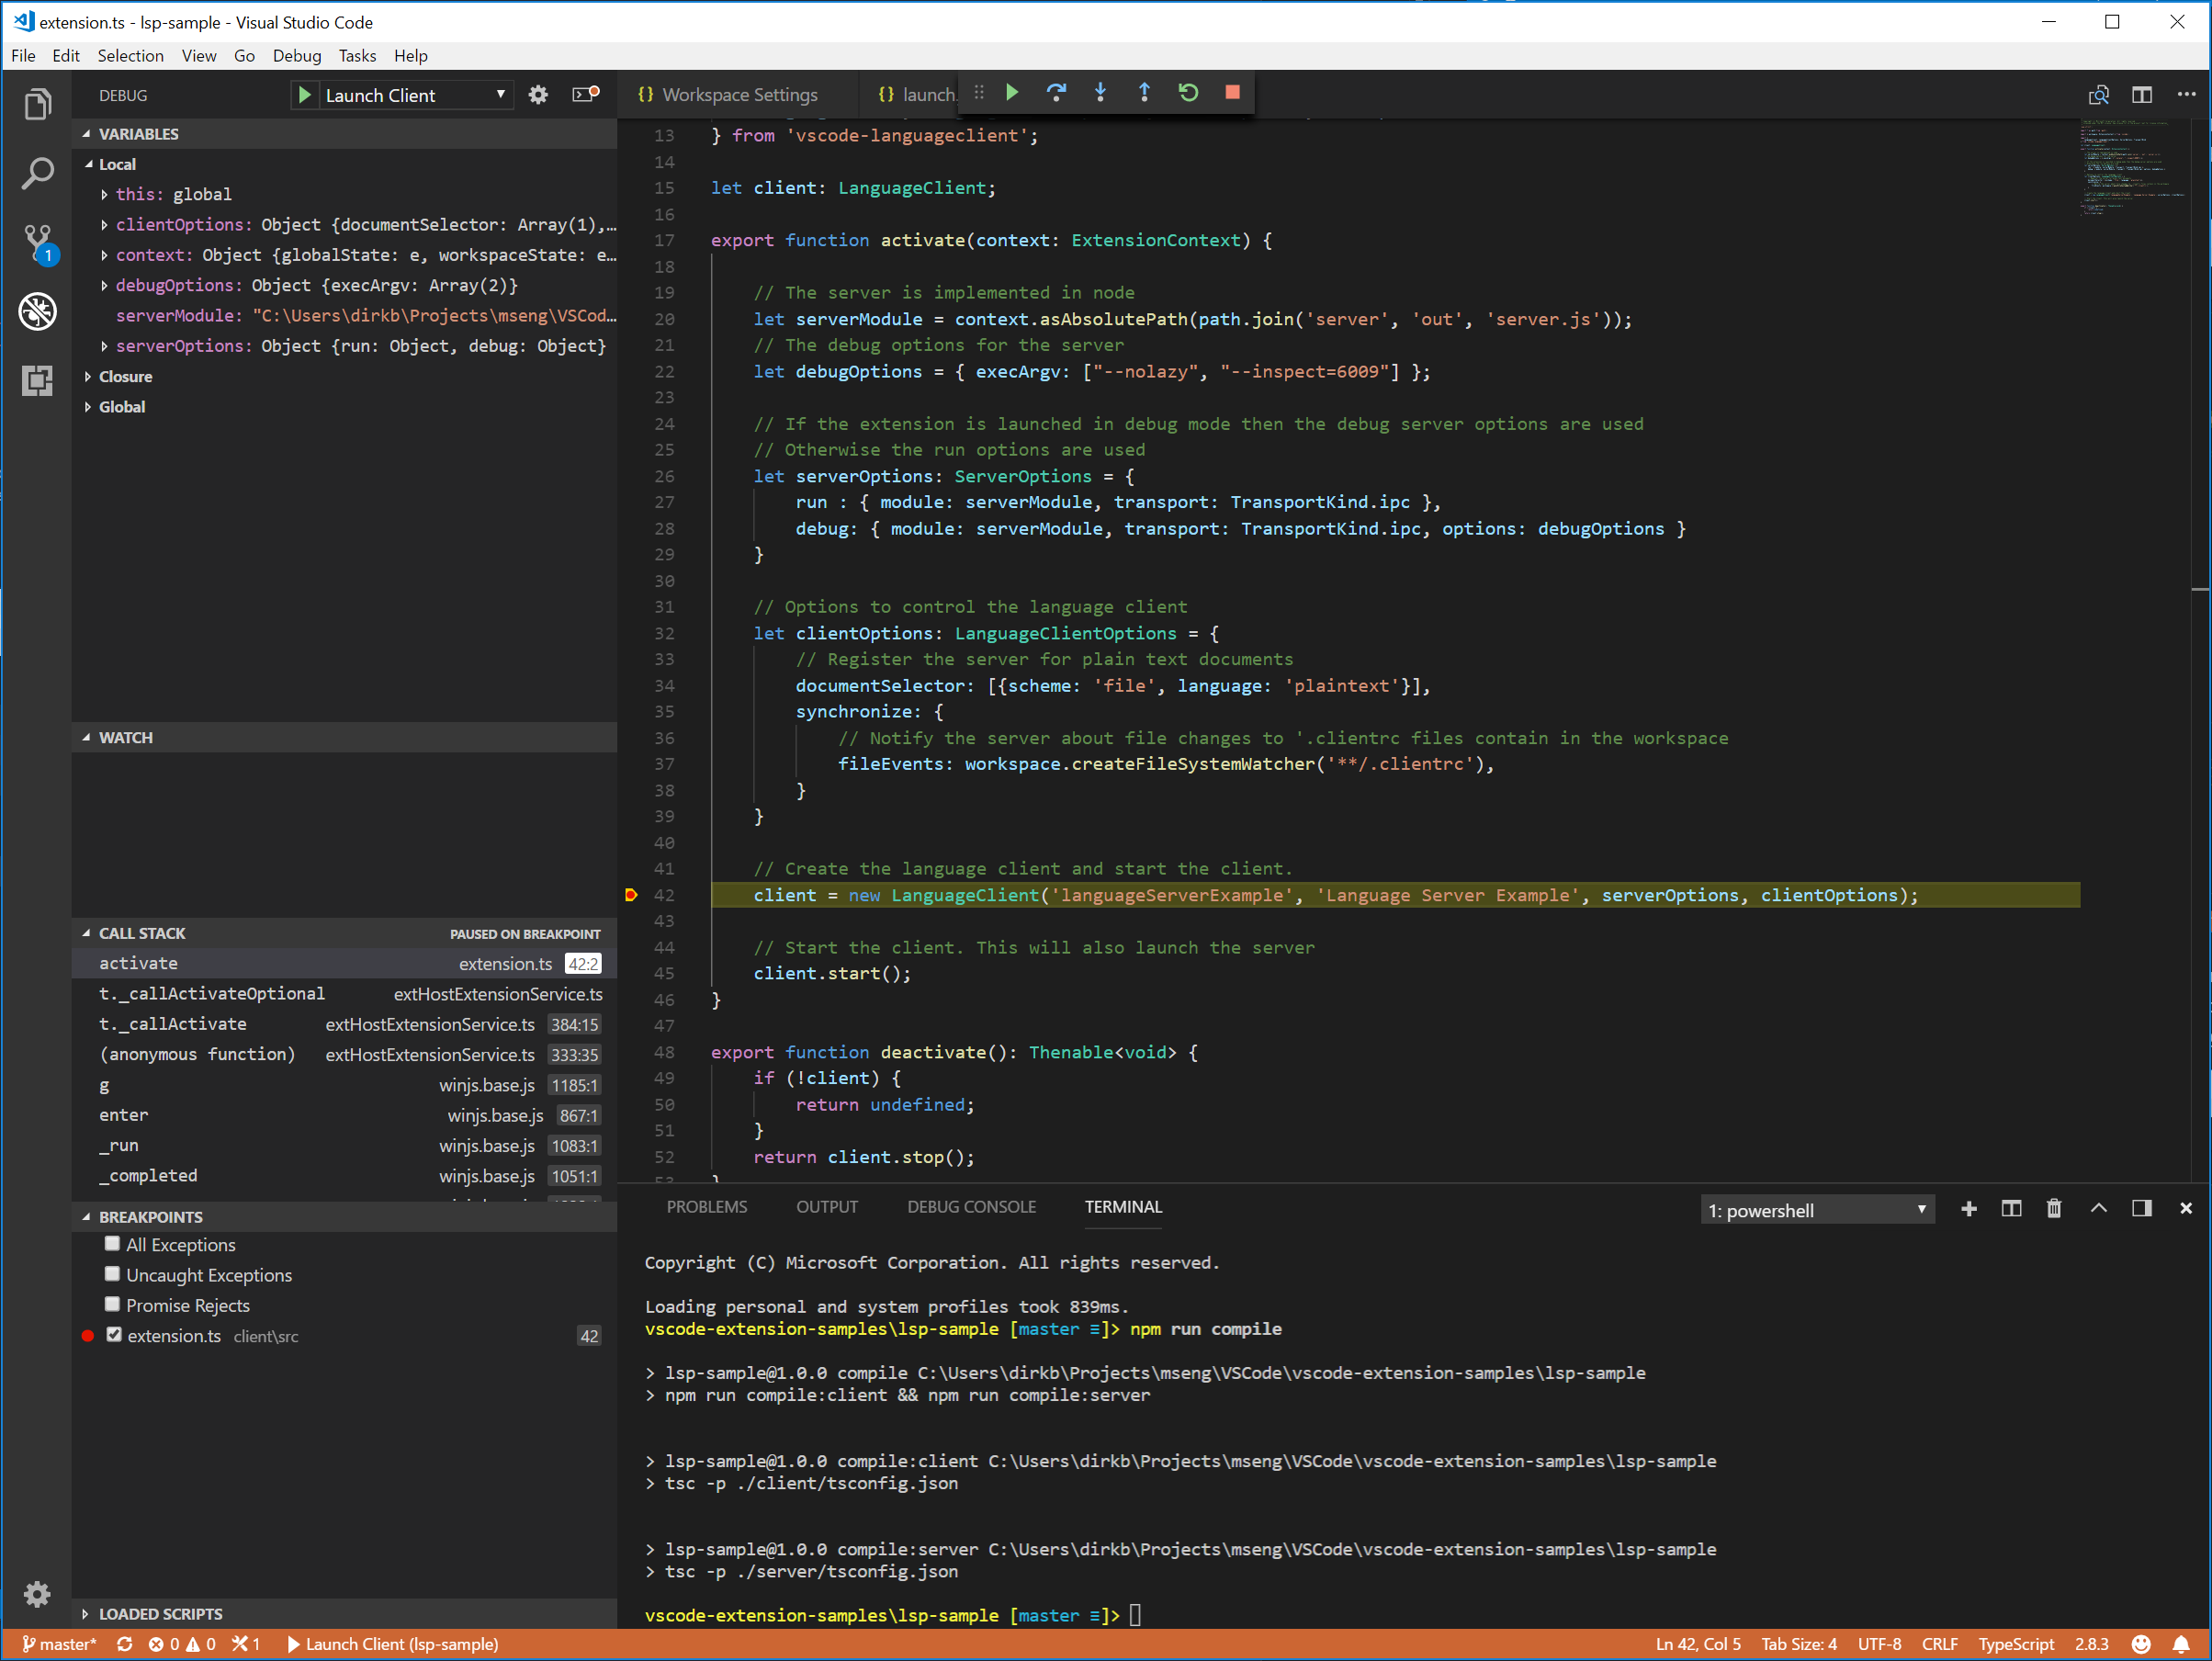 extension.ts - lsp-sample - Visual Studio Code
File Edit Selection View Go Debug Tasks Help
DEBUG
Launch Client
VARIABLES
Local
this: global
clientOptions: Object {documentSelector: Array(1),...
context: Object {globalState: e, workspaceState: e...
debugOptions: Object {execArgv: Array(2)}
serverModule: "C:\Users\dirkb\Projects\mseng\VSCod...
serverOptions: Object {run: Object, debug: Object}
Closure
Global
1
WATCH
CALL STACK PAUSED ON BREAKPOINT
activate extension.ts 42:2
t._callActivateOptional extHostExtensionService.ts
t._callActivate extHostExtensionService.ts 384:15
(anonymous function) extHostExtensionService.ts 333:35
g winjs.base.js 1185:1
enter winjs.base.js 867:1
_run winjs.base.js 1083:1
_completed winjs.base.js 1051:1
BREAKPOINTS
All Exceptions
Uncaught Exceptions
Promise Rejects
extension.ts client\src 42
LOADED SCRIPTS
{} Workspace Settings {} launch.
13 } from 'vscode-languageclient';
14
15 let client: LanguageClient;
16
17 export function activate(context: ExtensionContext) {
18
19 // The server is implemented in node
20 let serverModule = context.asAbsolutePath(path.join('server', 'out', 'server.js'));
21 // The debug options for the server
22 let debugOptions = { execArgv: ["--nolazy", "--inspect=6009"] };
23
24 // If the extension is launched in debug mode then the debug server options are used
25 // Otherwise the run options are used
26 let serverOptions: ServerOptions = {
27 run : { module: serverModule, transport: TransportKind.ipc },
28 debug: { module: serverModule, transport: TransportKind.ipc, options: debugOptions }
29 }
30
31 // Options to control the language client
32 let clientOptions: LanguageClientOptions = {
33 // Register the server for plain text documents
34 documentSelector: [{scheme: 'file', language: 'plaintext'}],
35 synchronize: {
36 // Notify the server about file changes to '.clientrc files contain in the workspace
37 fileEvents: workspace.createFileSystemWatcher('**/.clientrc'),
38 }
39 }
40
41 // Create the language client and start the client.
42 client = new LanguageClient('languageServerExample', 'Language Server Example', serverOptions, clientOptions);
43
44 // Start the client. This will also launch the server
45 client.start();
46 }
47
48 export function deactivate(): Thenable<void> {
49 if (!client) {
50 return undefined;
51 }
52 return client.stop();
53 }
PROBLEMS OUTPUT DEBUG CONSOLE TERMINAL
1: powershell
Copyright (C) Microsoft Corporation. All rights reserved.
Loading personal and system profiles took 839ms.
vscode-extension-samples\lsp-sample [master ≡]> npm run compile
> lsp-sample@1.0.0 compile C:\Users\dirkb\Projects\mseng\VSCode\vscode-extension-samples\lsp-sample
> npm run compile:client && npm run compile:server
> lsp-sample@1.0.0 compile:client C:\Users\dirkb\Projects\mseng\VSCode\vscode-extension-samples\lsp-sample
> tsc -p ./client/tsconfig.json
> lsp-sample@1.0.0 compile:server C:\Users\dirkb\Projects\mseng\VSCode\vscode-extension-samples\lsp-sample
> tsc -p ./server/tsconfig.json
vscode-extension-samples\lsp-sample [master ≡]>
master* 0 0 1 Launch Client (lsp-sample) Ln 42, Col 5 Tab Size: 4 UTF-8 CRLF TypeScript 2.8.3